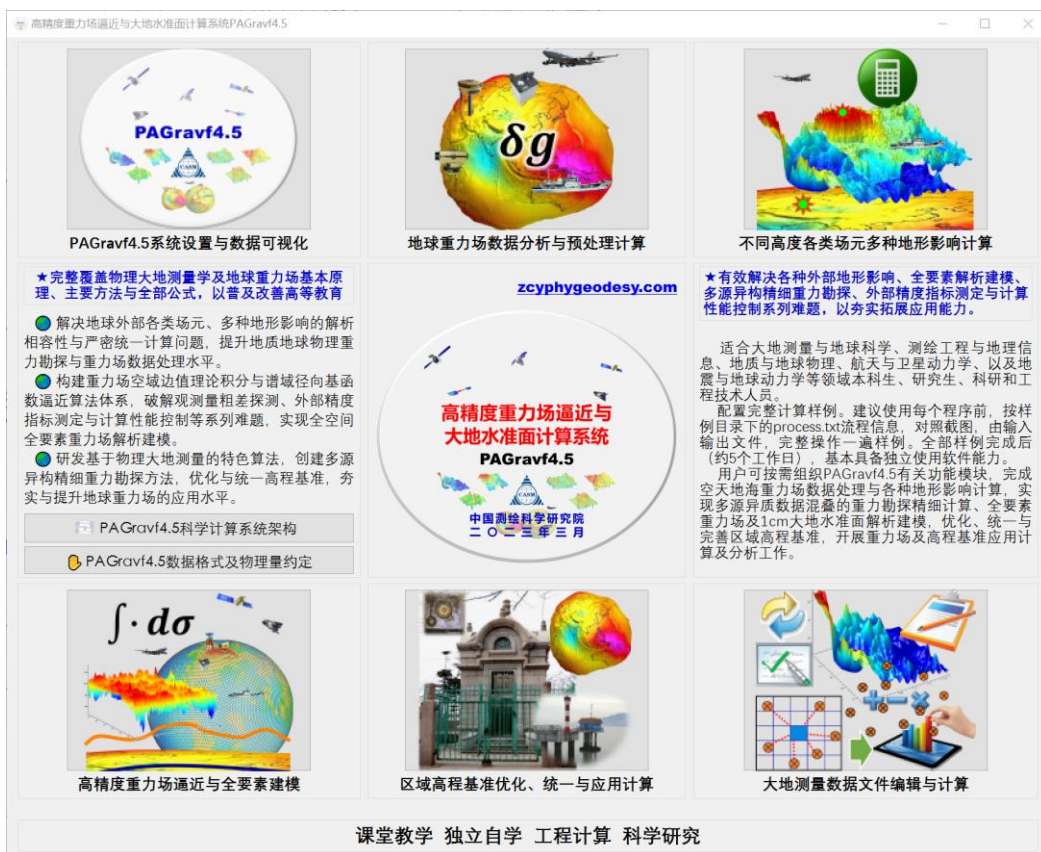 高精度重力场逼近与大地水准面计算系统PAGravf4.5
PAGravf4.5
CASM
PAGravf4.5系统设置与数据可视化
δg
地球重力场数据分析与预处理计算
不同高度各类场元多种地形影响计算
★完整覆盖物理大地测量学及地球重力场基本原
理、主要方法与全部公式，以普及改善高等教育
解决地球外部各类场元、多种地形影响的解析
相容性与严密统一计算问题，提升地质地球物理重
力勘探与重力场数据处理水平。
构建重力场空域边值理论积分与谱域径向基函
数逼近算法体系，破解观测量粗差探测、外部精度
指标测定与计算性能控制等系列难题，实现全空间
全要素重力场解析建模。
研发基于物理大地测量的特色算法，创建多源
异构精细重力勘探方法，优化与统一高程基准，夯
实与提升地球重力场的应用水平。
PAGravf4.5科学计算系统架构
PAGravf4.5数据格式及物理量约定
zcyphygeodesy.com
高精度重力场逼近与
大地水准面计算系统
PAGravf4.5
CASM
中国测绘科学研究院
二〇二三年三月
★有效解决各种外部地形影响、全要素解析建模、
多源异构精细重力勘探、外部精度指标测定与计算
性能控制系列难题，以夯实拓展应用能力。
适合大地测量与地球科学、测绘工程与地理信
息、地质与地球物理、航天与卫星动力学、以及地
震与地球动力学等领域本科生、研究生、科研和工
程技术人员。
配置完整计算样例。建议使用每个程序前，按样
例目录下的process.txt流程信息，对照截图，由输入
输出文件，完整操作一遍样例。全部样例完成后
（约5个工作日），基本具备独立使用软件能力。
用户可按需组织PAGravf4.5有关功能模块，完成
空天地海重力场数据处理与各种地形影响计算，实
现多源异质数据混叠的重力勘探精细计算、全要素
重力场及1cm大地水准面解析建模，优化、统一与
完善区域高程基准，开展重力场及高程基准应用计
算及分析工作。
∫·dσ
高精度重力场逼近与全要素建模
区域高程基准优化、统一与应用计算
大地测量数据文件编辑与计算
课堂教学 独立自学 工程计算 科学研究